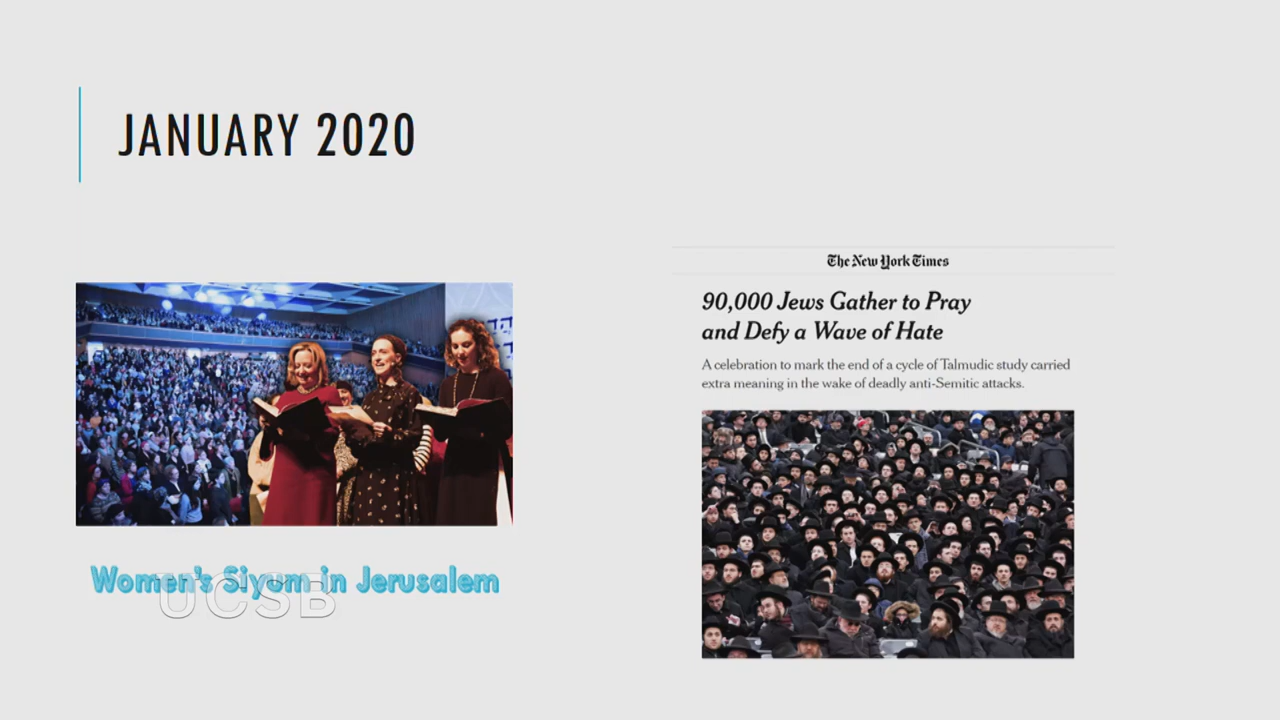 JANUARY 2020
Women's Siyom in Jerusalem
UCSB
The New York Times
90,000 Jews Gather to Pray
and Defy a Wave of Hate
A celebration to mark the end of a cycle of Talmudic study carried
extra meaning in the wake of deadly anti-Semitic attacks.